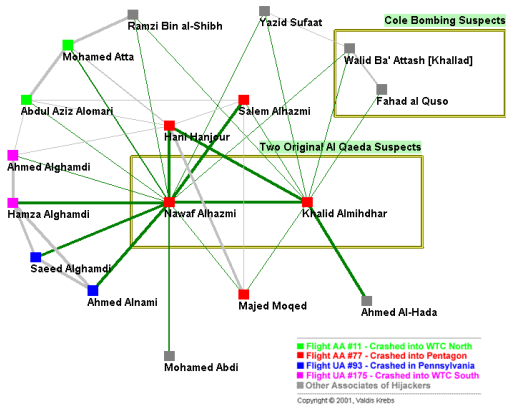 Ramzi Bin al-Shibh
Yazid Sufaat
Cole Bombing Suspects
Mohamed Atta
Walid Ba' Attash [Khallad]
Abdul Aziz Alomari
Salem Alhazmi
Fahad al Quso
Hani Hanjour
Two Original Al Qaeda Suspects
Ahmed Alghamdi
Hamza Alghamdi
Nawaf Alhazmi
Khalid Almihdhar
Saeed Alghamdi
Ahmed Alnami
Majed Moqed
Ahmed Al-Hada
Mohamed Abdi
Flight AA #11 - Crashed into WTC North
Flight AA #77 - Crashed into Pentagon
Flight UA #93 - Crashed in Pennsylvania
Flight UA #175 - Crashed into WTC South
Other Associates of Hijackers
Copyright © 2001, Valdis Krebs